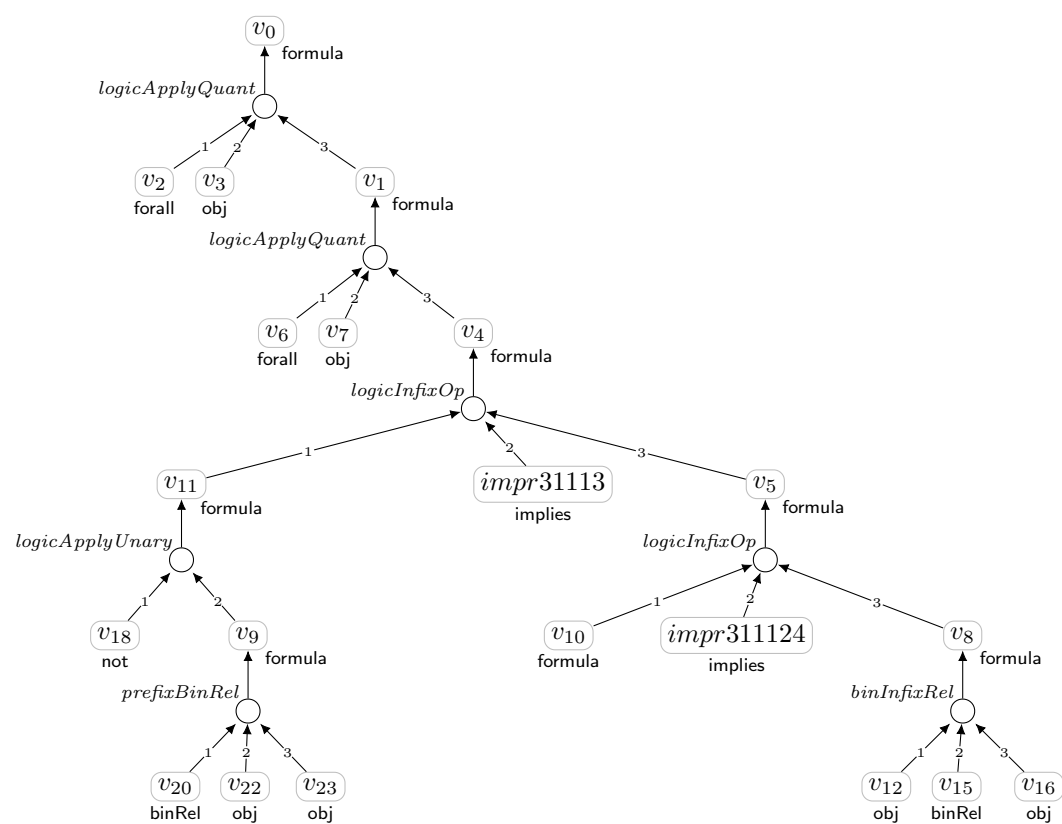 v0
formula
logicApplyQuant
1 2 3
v2 v3 v1
forall obj formula
logicApplyQuant
1 2 3
v6 v7 v4
forall obj formula
logicInfixOp
1 2 3
v11 impr31113 v5
formula implies formula
logicApplyUnary logicInfixOp
1 2 1 2 3
v18 v9 v10 impr311124 v8
not formula formula implies formula
prefixBinRel binInfixRel
1 2 3 1 2 3
v20 v22 v23 v12 v15 v16
binRel obj obj obj binRel obj